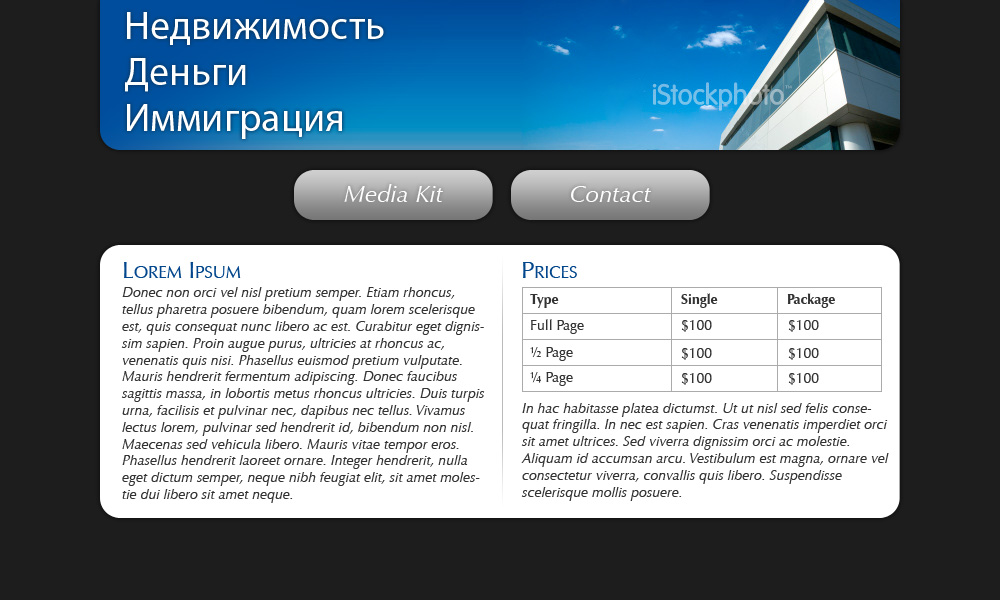 Недвижимость
Деньги
Иммиграция
iStockphoto
Media Kit
Contact
Lorem Ipsum
Donec non orci vel nisl pretium semper. Etiam rhoncus,
tellus pharetra posuere bibendum, quam lorem scelerisque
est, quis consequat nunc libero ac est. Curabitur eget dignis-
sim sapien. Proin augue purus, ultricies at rhoncus ac,
venenatis quis nisi. Phasellus euismod pretium vulputate.
Mauris hendrerit fermentum adipiscing. Donec faucibus
sagittis massa, in lobortis metus rhoncus ultricies. Duis turpis
urna, facilisis et pulvinar nec, dapibus nec tellus. Vivamus
lectus lorem, pulvinar sed hendrerit id, bibendum non nisl.
Maecenas sed vehicula libero. Mauris vitae tempor eros.
Phasellus hendrerit laoreet ornare. Integer hendrerit, nulla
eget dictum semper, neque nibh feugiat elit, sit amet moles-
tie dui libero sit amet neque.
Prices
Type Single Package
Full Page $100 $100
½ Page $100 $100
¼ Page $100 $100
In hac habitasse platea dictumst. Ut ut nisl sed felis conse-
quat fringilla. In nec est sapien. Cras venenatis imperdiet orci
sit amet ultrices. Sed viverra dignissim orci ac molestie.
Aliquam id accumsan arcu. Vestibulum est magna, ornare vel
consectetur viverra, convallis quis libero. Suspendisse
scelerisque mollis posuere.